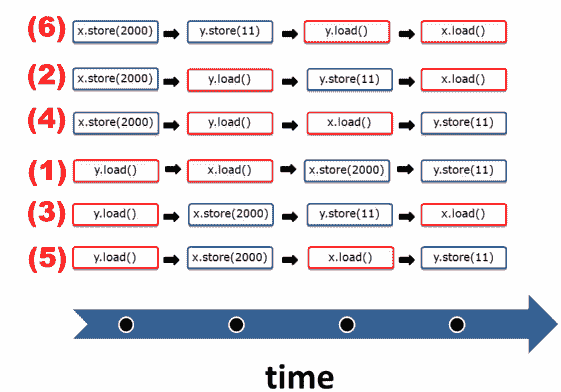 (6) x.store(2000) y.store(11) y.load() x.load()
(2) x.store(2000) y.load() y.store(11) x.load()
(4) x.store(2000) y.load() x.load() y.store(11)
(1) y.load() x.load() x.store(2000) y.store(11)
(3) y.load() x.store(2000) y.store(11) x.load()
(5) y.load() x.store(2000) x.load() y.store(11)
time